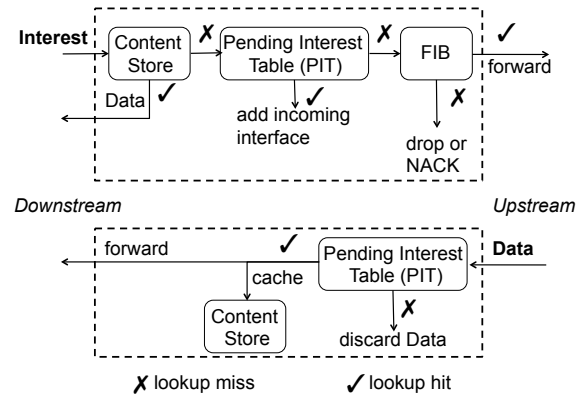 Interest
Content
Store
✗
Pending Interest
Table (PIT)
✗
FIB
✓
forward
Data
✓
✓
add incoming
interface
✗
drop or
NACK
Downstream
Upstream
forward
✓
cache
Pending Interest
Table (PIT)
Data
Content
Store
✗
discard Data
✗ lookup miss
✓ lookup hit